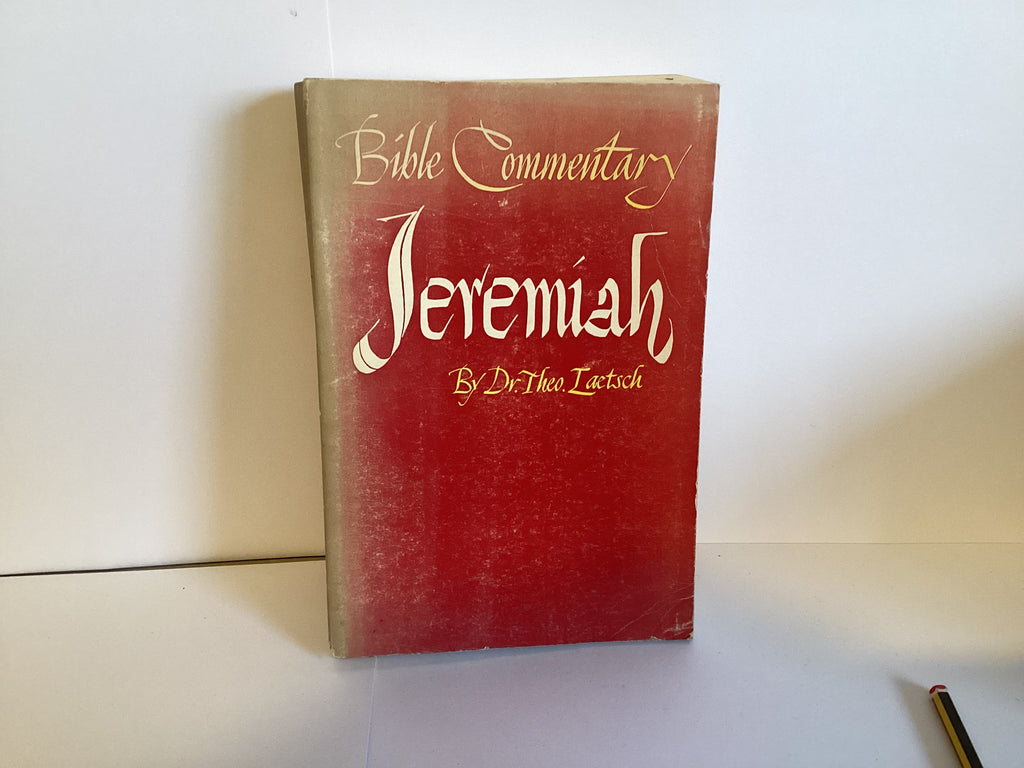 Bible Commentary
Jeremiah
By Dr. Theo. Laetsch